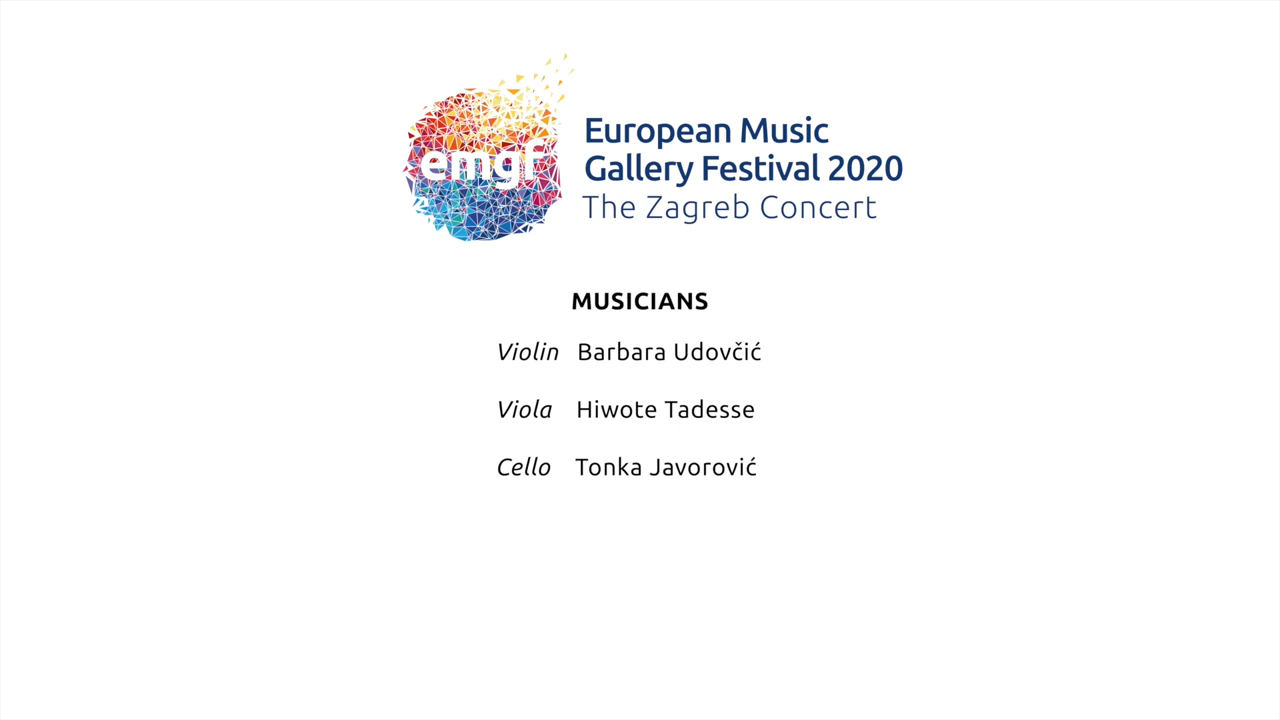 emgf
European Music
Gallery Festival 2020
The Zagreb Concert
MUSICIANS
Violin Barbara Udovčić
Viola Hiwote Tadesse
Cello Tonka Javorović